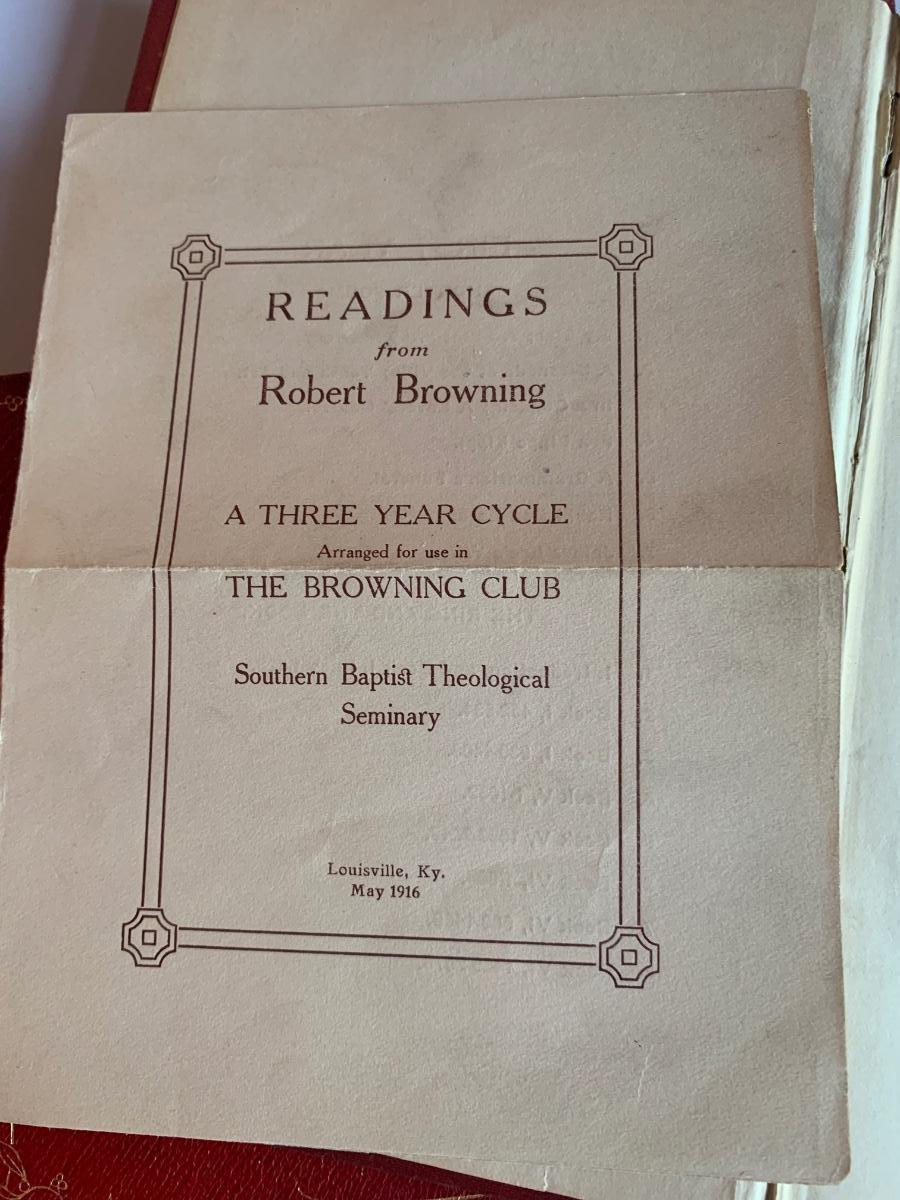 READINGS
from
Robert Browning
A THREE YEAR CYCLE
Arranged for use in
THE BROWNING CLUB
Southern Baptist Theological
Seminary
Louisville, Ky.
May 1916